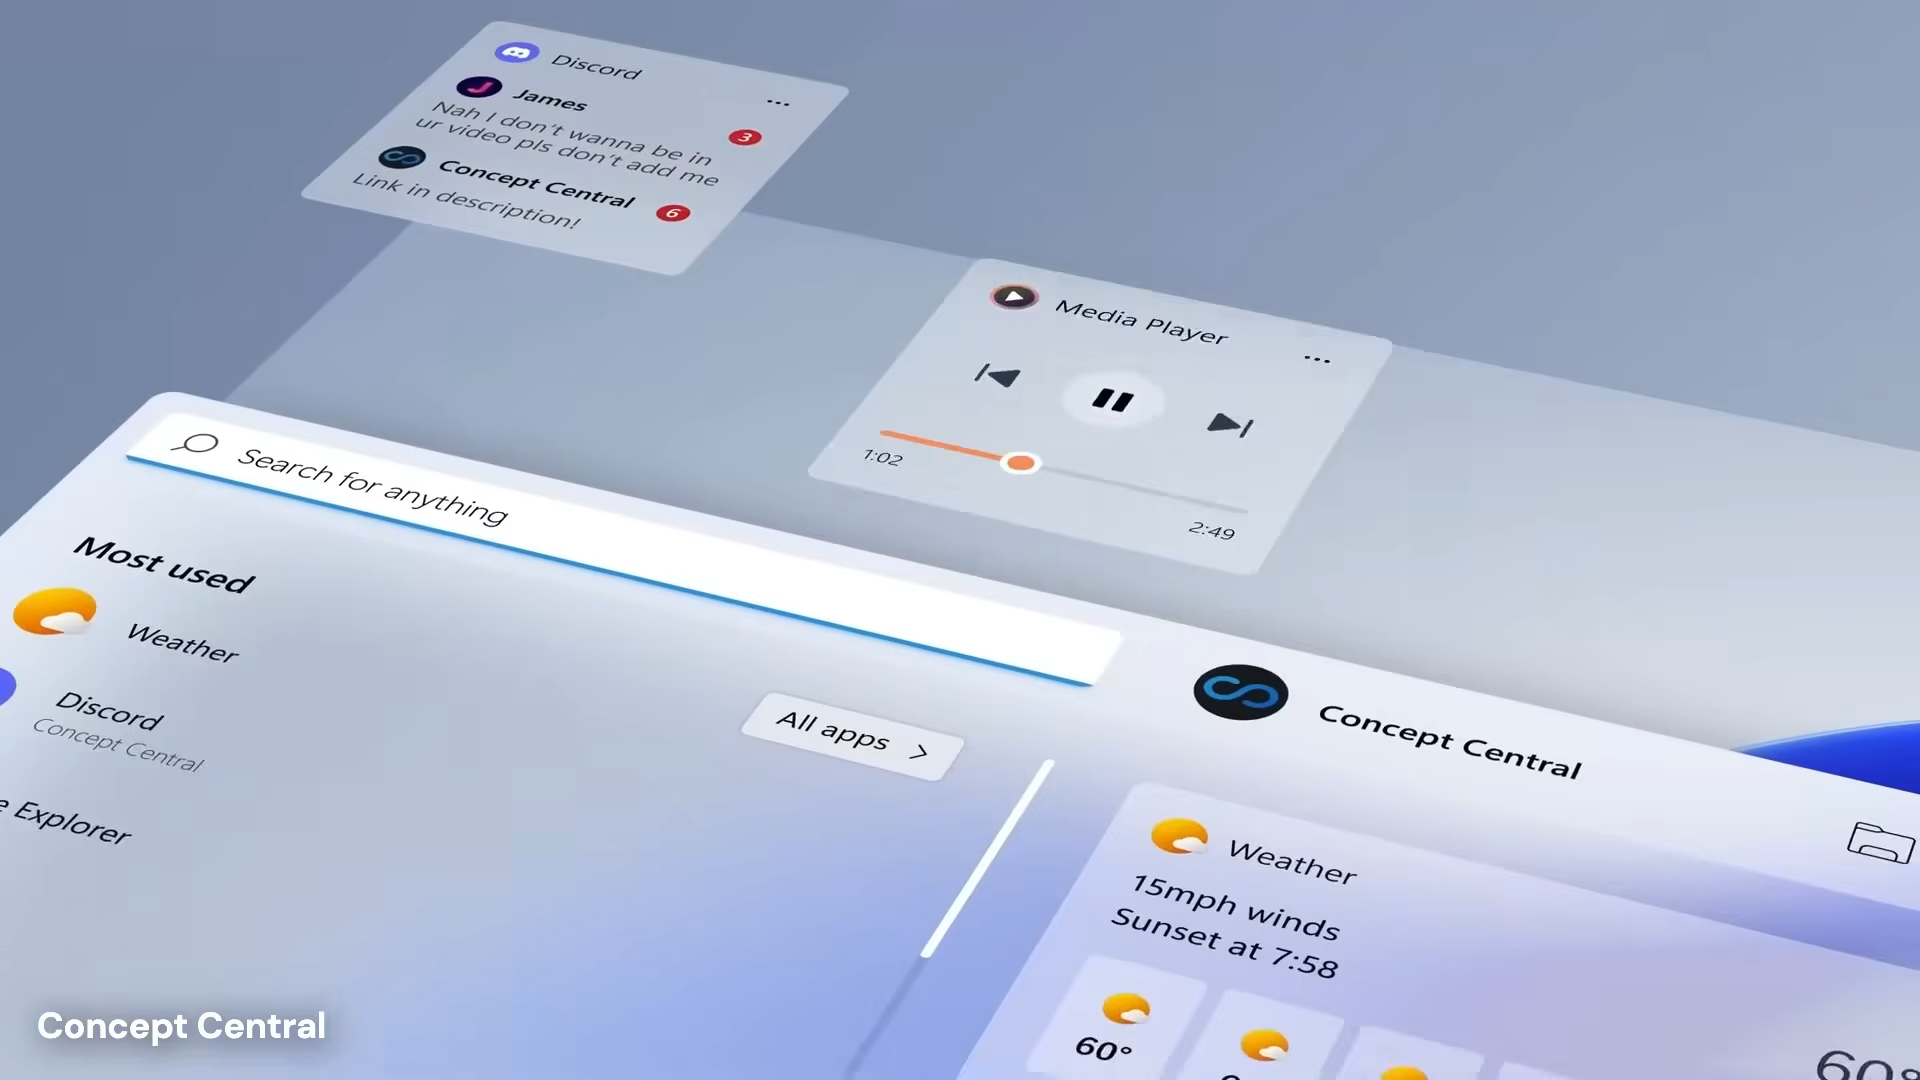 Discord
James
Nah I don't wanna be in
ur video pls don't add me
3
Concept Central
Link in description!
6
Media Player
1:02
2:49
Search for anything
Most used
Weather
Discord
Concept Central
e Explorer
All apps
Concept Central
Weather
15mph winds
Sunset at 7:58
60°
60°
Concept Central